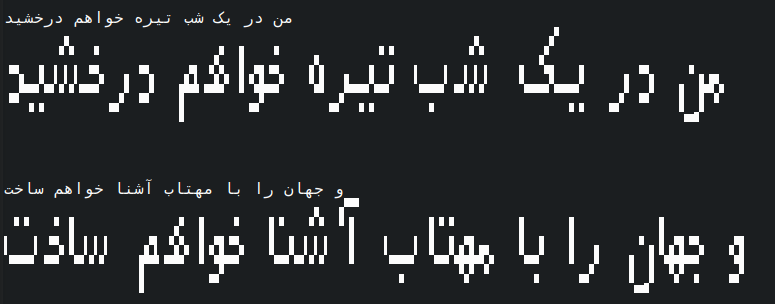 من در یک شب تیره خواهم درخشید
من در یک شب تیره خواهم درخشید
و جهان را با مهتاب آشنا خواهم ساخت
و جهان را با مهتاب آشنا خواهم ساخت